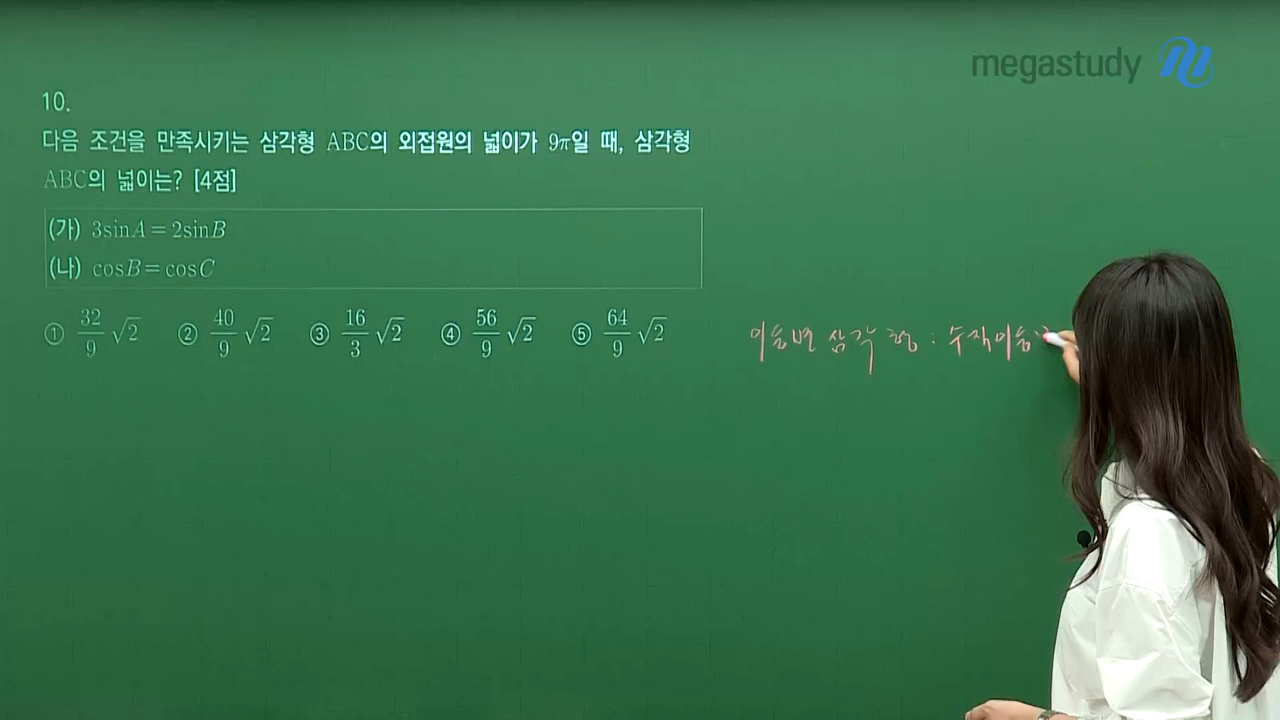 megastudy
10.
다음 조건을 만족시키는 삼각형 ABC의 외접원의 넓이가 9π일 때, 삼각형
ABC의 넓이는? [4점]
(가) 3sinA = 2sinB
(나) cosB = cosC
① 32/9 √2 ② 40/9 √2 ③ 16/3 √2 ④ 56/9 √2 ⑤ 64/9 √2
이등변 삼각형 : 수직이등